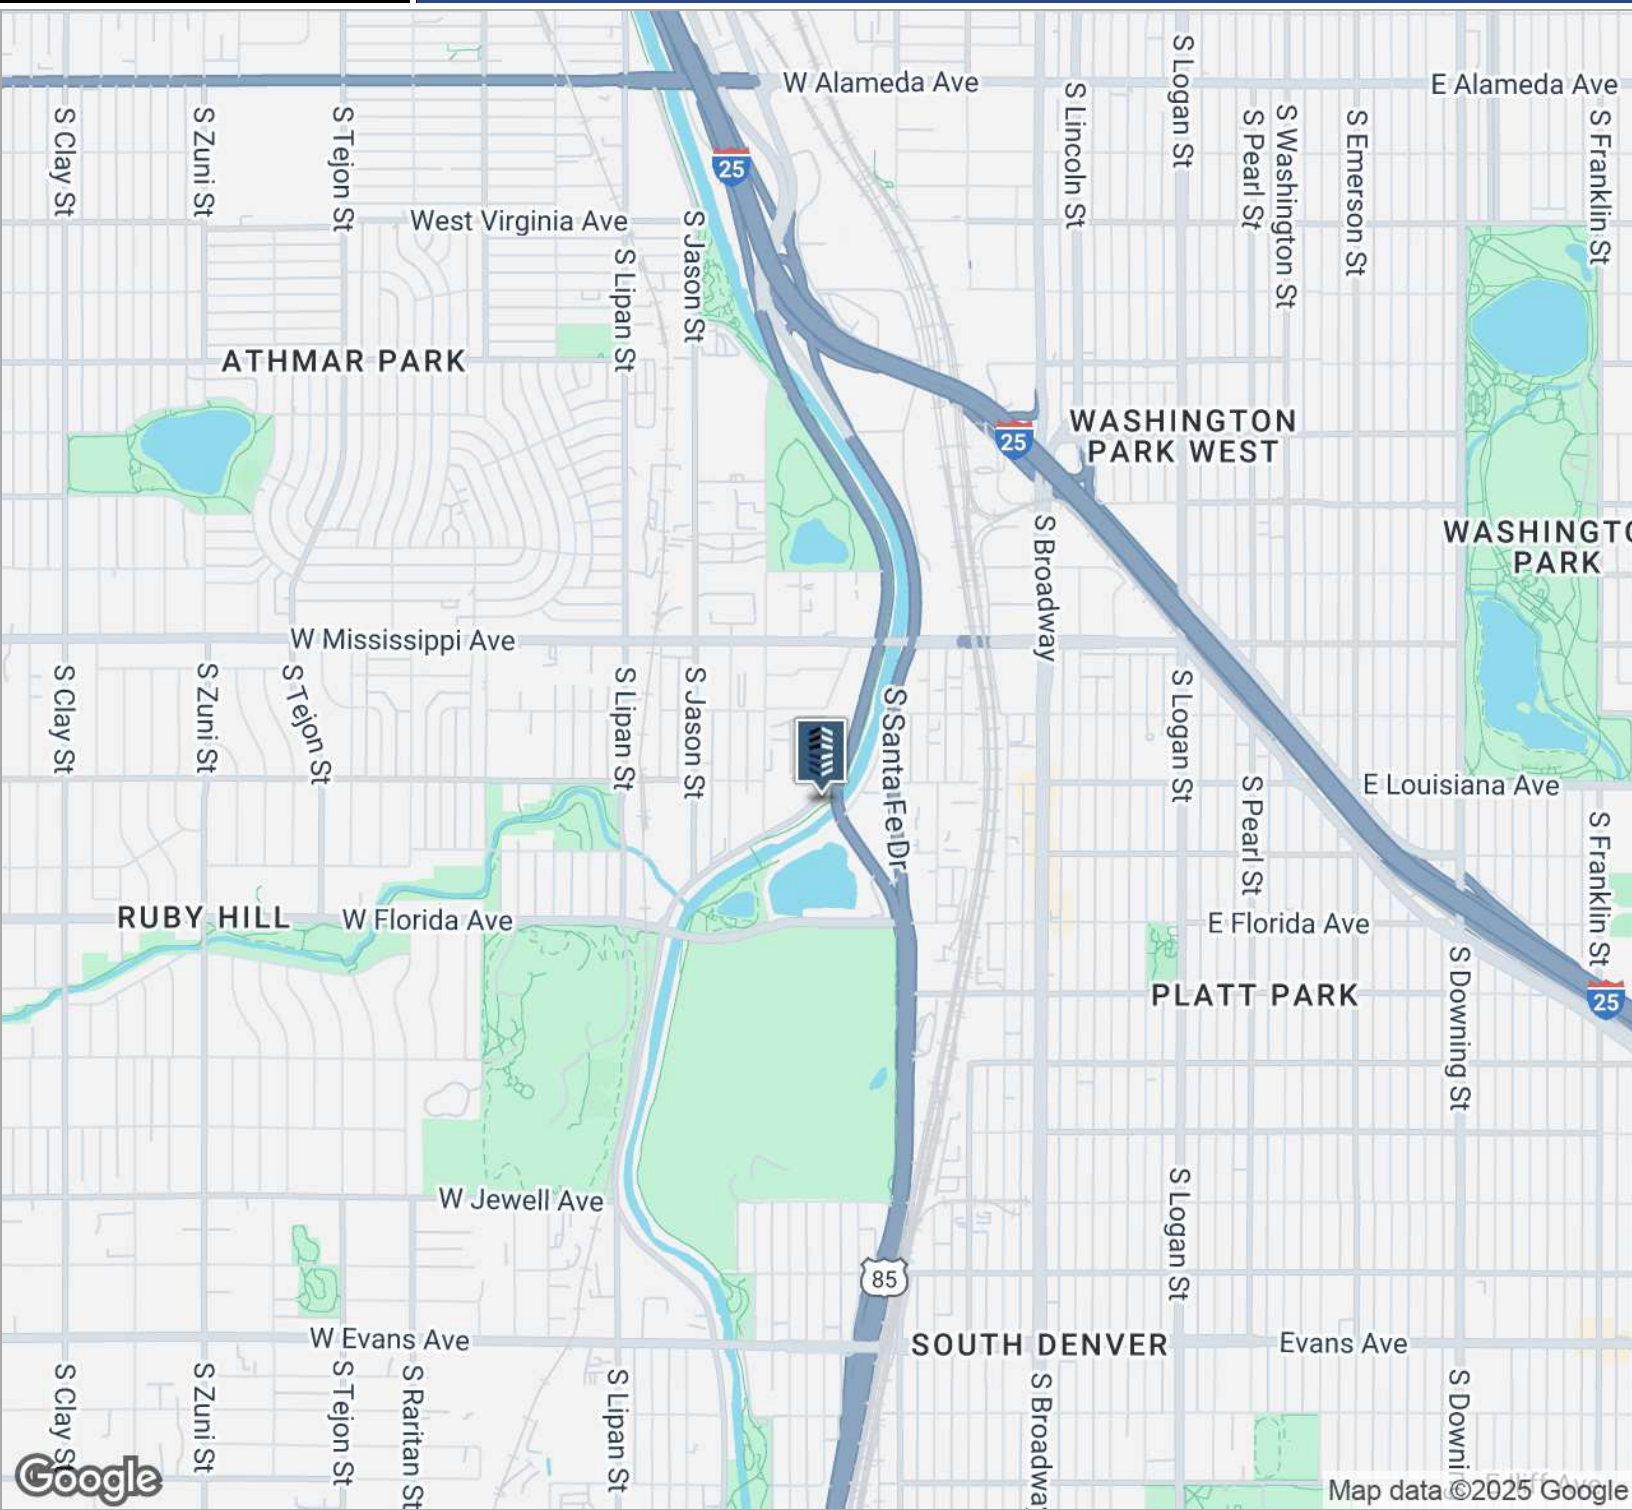 W Alameda Ave
E Alameda Ave
S Clay St
S Zuni St
S Tejon St
S Lincoln St
S Logan St
S Pearl St
S Washington St
S Emerson St
S Franklin St
25
West Virginia Ave
S Lipan St
S Jason St
ATHMAR PARK
WASHINGTON
PARK WEST
25
S Broadway
WASHINGTO
PARK
W Mississippi Ave
S Clay St
S Zuni St
S Tejon St
S Lipan St
S Jason St
S Santa Fe Dr
S Logan St
S Pearl St
E Louisiana Ave
S Franklin St
RUBY HILL
W Florida Ave
E Florida Ave
S Downing St
PLATT PARK
25
W Jewell Ave
S Logan St
85
W Evans Ave
SOUTH DENVER
Evans Ave
S Clay St
S Zuni St
S Tejon St
S Raritan St
S Lipan St
S Broadway
S Downin
Google
Map data ©2025 Google